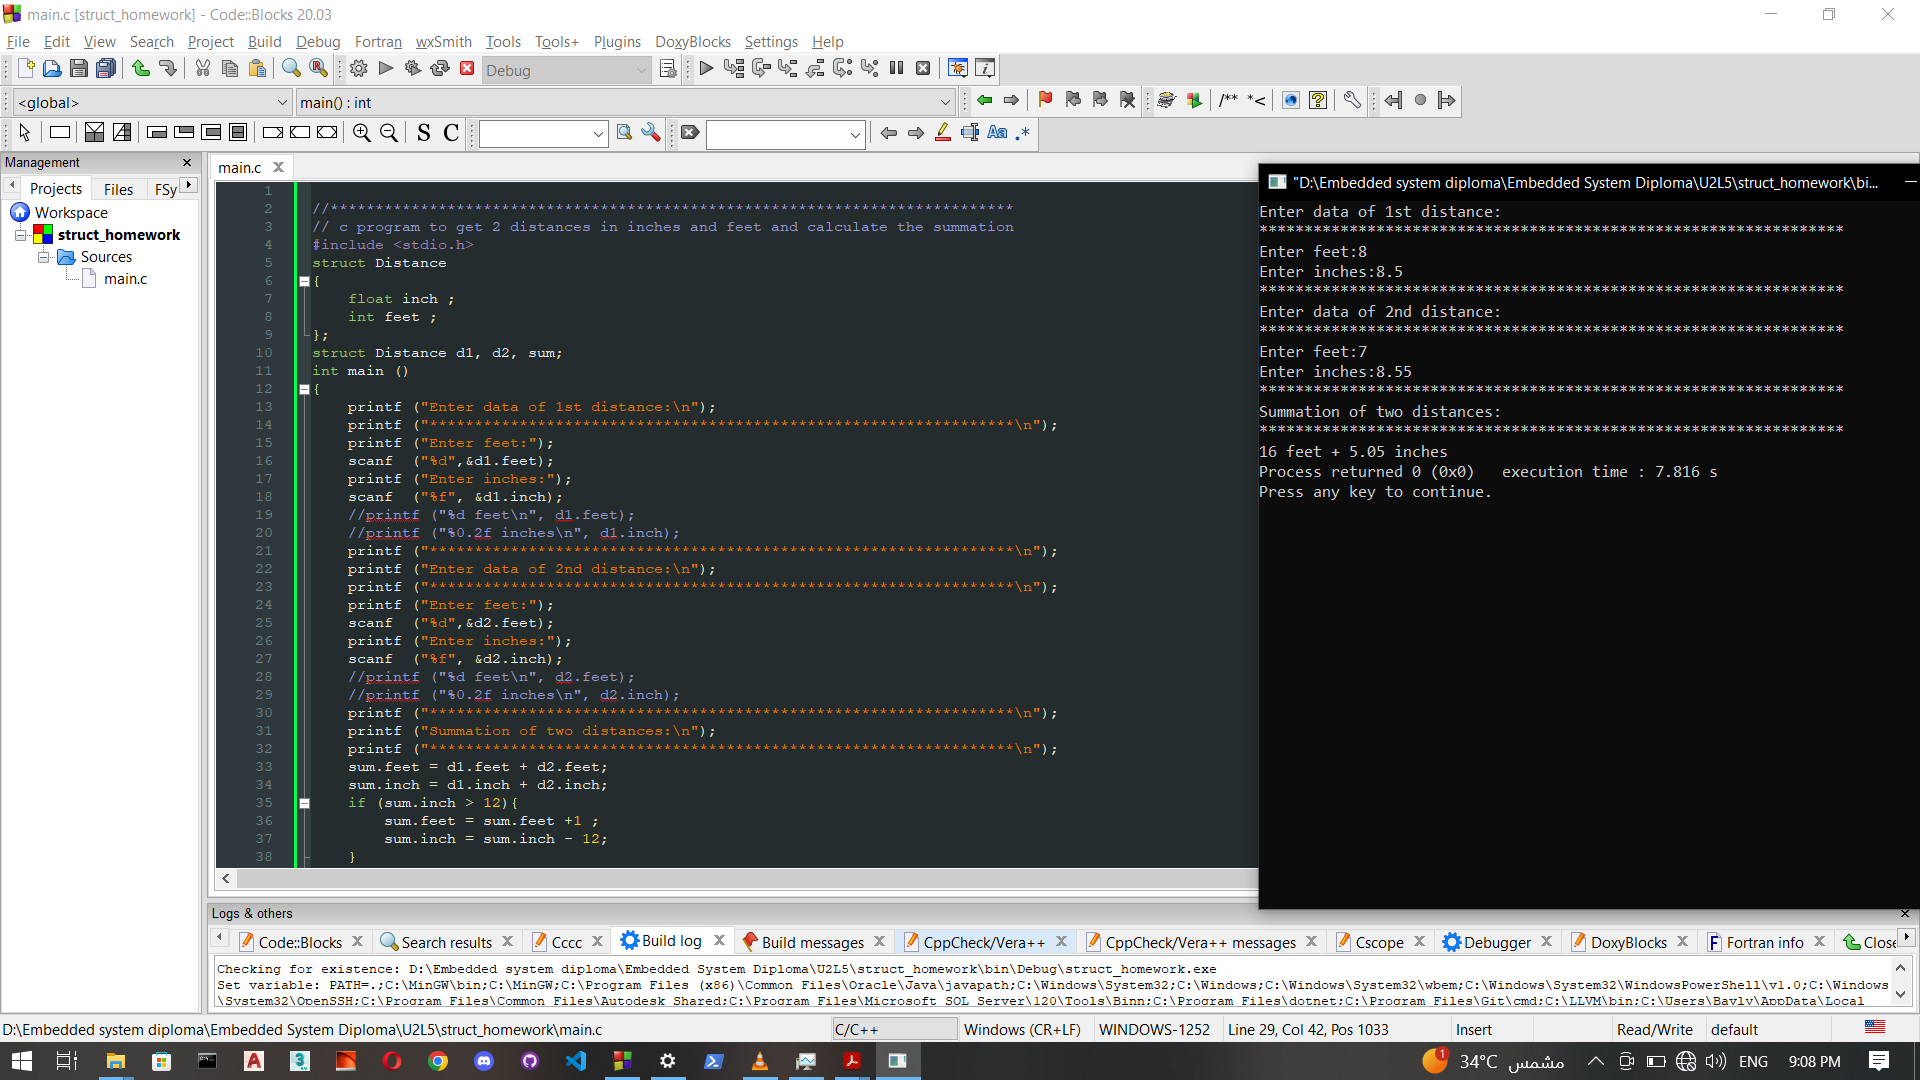 main.c [struct_homework] - Code::Blocks 20.03
File Edit View Search Project Build Debug Fortran wxSmith Tools Tools+ Plugins DoxyBlocks Settings Help
Debug
<global> main() : int
/** *<
S C Aa .*
Management
Projects Files FSy
Workspace
struct_homework
Sources
main.c
main.c
1
2 //****************************************************************************
3 // c program to get 2 distances in inches and feet and calculate the summation
4 #include <stdio.h>
5 struct Distance
6 {
7 float inch ;
8 int feet ;
9 };
10 struct Distance d1, d2, sum;
11 int main ()
12 {
13 printf ("Enter data of 1st distance:\n");
14 printf ("*****************************************************************\n");
15 printf ("Enter feet:");
16 scanf ("%d",&d1.feet);
17 printf ("Enter inches:");
18 scanf ("%f", &d1.inch);
19 //printf ("%d feet\n", d1.feet);
20 //printf ("%0.2f inches\n", d1.inch);
21 printf ("*****************************************************************\n");
22 printf ("Enter data of 2nd distance:\n");
23 printf ("*****************************************************************\n");
24 printf ("Enter feet:");
25 scanf ("%d",&d2.feet);
26 printf ("Enter inches:");
27 scanf ("%f", &d2.inch);
28 //printf ("%d feet\n", d2.feet);
29 //printf ("%0.2f inches\n", d2.inch);
30 printf ("*****************************************************************\n");
31 printf ("Summation of two distances:\n");
32 printf ("*****************************************************************\n");
33 sum.feet = d1.feet + d2.feet;
34 sum.inch = d1.inch + d2.inch;
35 if (sum.inch > 12){
36 sum.feet = sum.feet +1 ;
37 sum.inch = sum.inch - 12;
38 }
"D:\Embedded system diploma\Embedded System Diploma\U2L5\struct_homework\bi...
Enter data of 1st distance:
*****************************************************************
Enter feet:8
Enter inches:8.5
*****************************************************************
Enter data of 2nd distance:
*****************************************************************
Enter feet:7
Enter inches:8.55
*****************************************************************
Summation of two distances:
*****************************************************************
16 feet + 5.05 inches
Process returned 0 (0x0) execution time : 7.816 s
Press any key to continue.
Logs & others
Code::Blocks Search results Cccc Build log Build messages CppCheck/Vera++ CppCheck/Vera++ messages Cscope Debugger DoxyBlocks Fortran info Close
Checking for existence: D:\Embedded system diploma\Embedded System Diploma\U2L5\struct_homework\bin\Debug\struct_homework.exe
Set variable: PATH=.;C:\MinGW\bin;C:\MinGW;C:\Program Files (x86)\Common Files\Oracle\Java\javapath;C:\Windows\System32;C:\Windows;C:\Windows\System32\wbem;C:\Windows\System32\WindowsPowerShell\v1.0;C:\Windows
\System32\OpenSSH;C:\Program Files\Common Files\Autodesk Shared;C:\Program Files\Microsoft SQL Server\120\Tools\Binn;C:\Program Files\dotnet;C:\Program Files\Git\cmd;C:\LLVM\bin;C:\Users\Bavly\AppData\Local
D:\Embedded system diploma\Embedded System Diploma\U2L5\struct_homework\main.c C/C++ Windows (CR+LF) WINDOWS-1252 Line 29, Col 42, Pos 1033 Insert Read/Write default
1 34°C مشمس ENG 9:08 PM